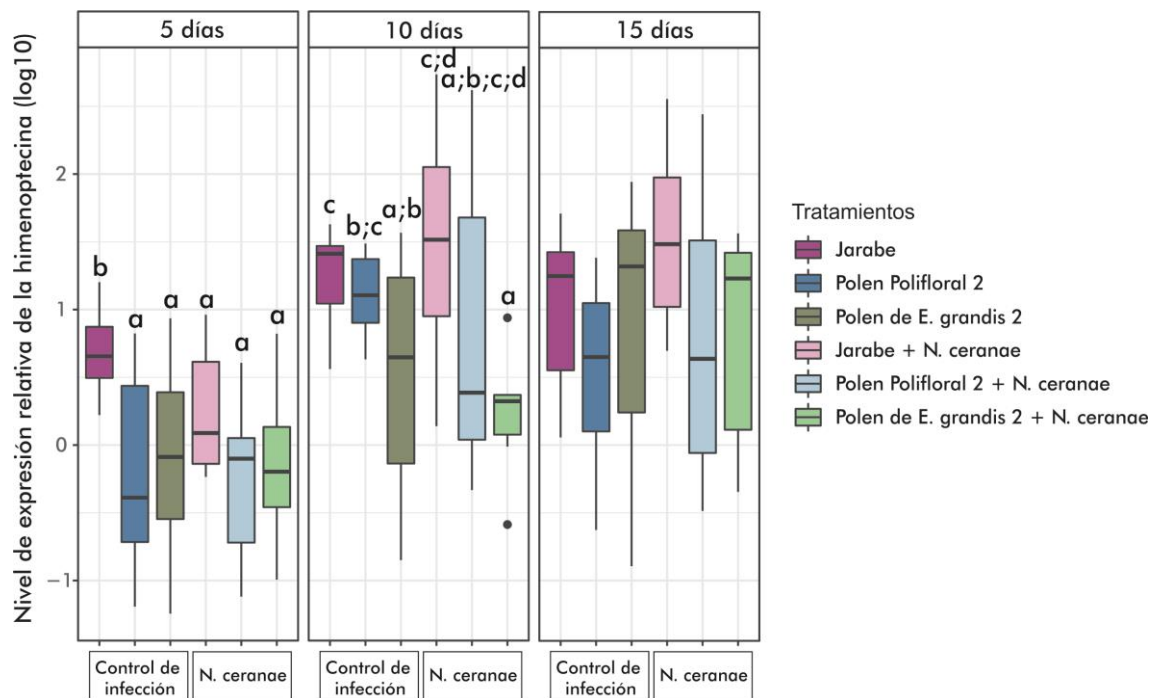 5 días
10 días
15 días
Nivel de expresión relativa de la himenoptecina (log10)
2
1
0
−1
b
a
a
a
a
a
c
b;c
a;b
c;d
a;b;c;d
a
Control de infección
N. ceranae
Control de infección
N. ceranae
Control de infección
N. ceranae
Tratamientos
Jarabe
Polen Polifloral 2
Polen de E. grandis 2
Jarabe + N. ceranae
Polen Polifloral 2 + N. ceranae
Polen de E. grandis 2 + N. ceranae